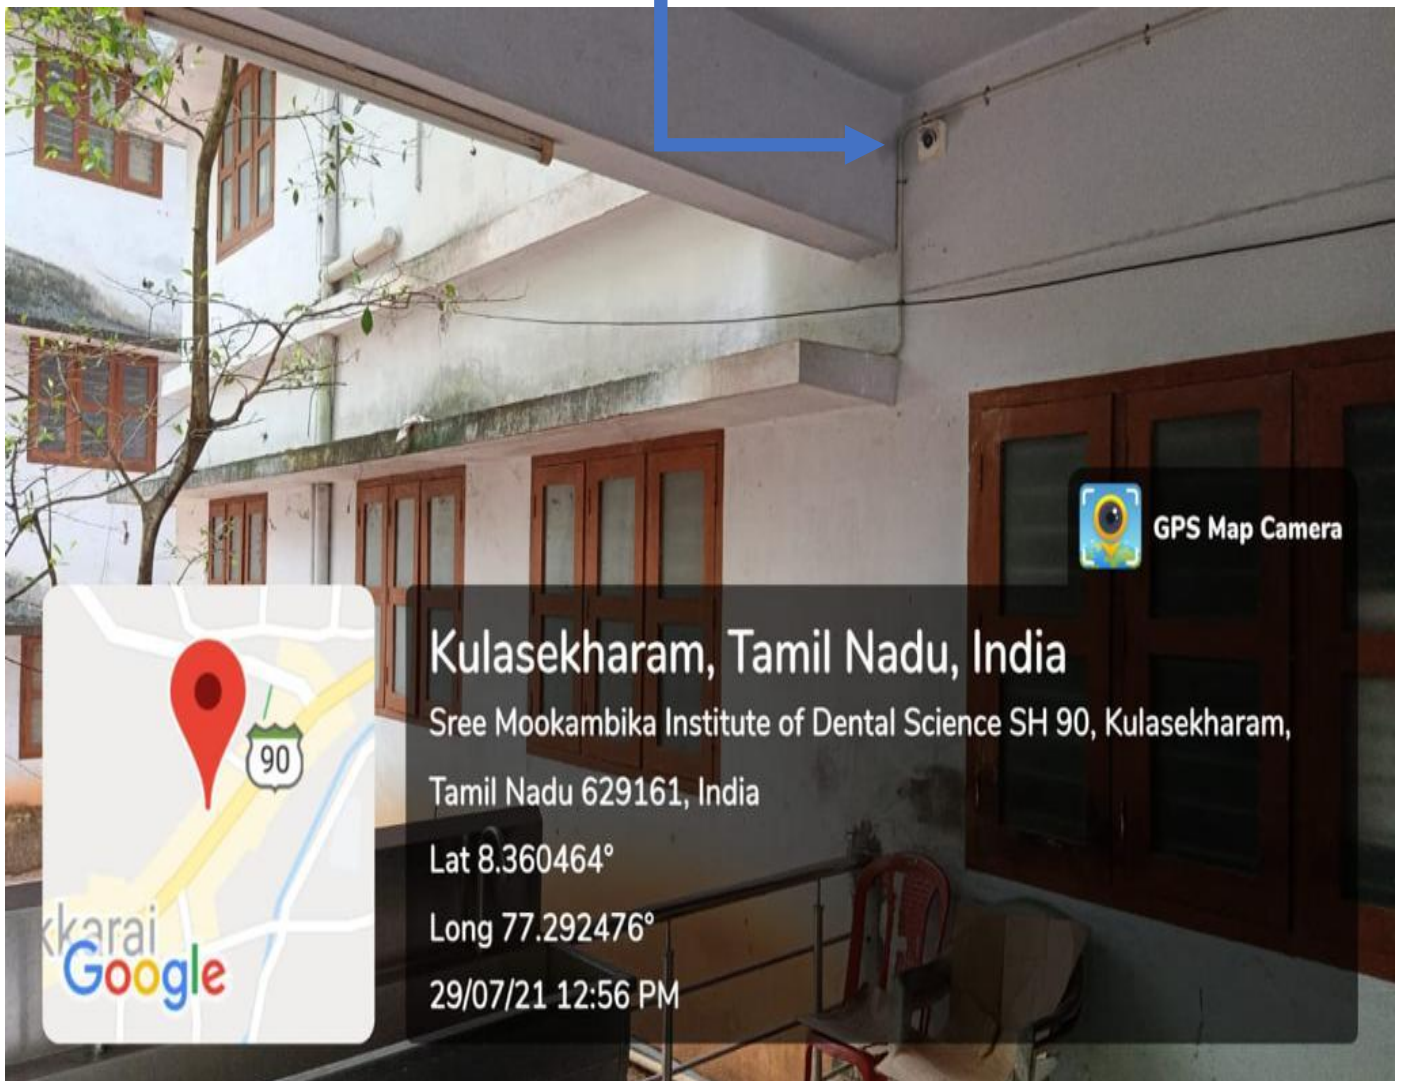 GPS Map Camera
Kulasekharam, Tamil Nadu, India
Sree Mookambika Institute of Dental Science SH 90, Kulasekharam,
Tamil Nadu 629161, India
Lat 8.360464°
Long 77.292476°
29/07/21 12:56 PM
90
kkarai
Google